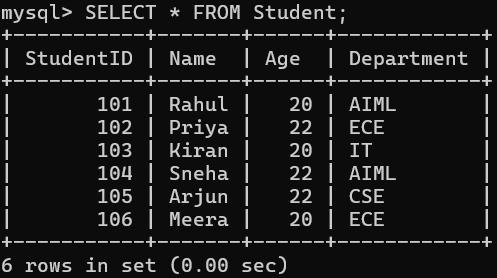 mysql> SELECT * FROM Student;
+-----------+-------+------+------------+
| StudentID | Name  | Age  | Department |
+-----------+-------+------+------------+
|       101 | Rahul |   20 | AIML       |
|       102 | Priya |   22 | ECE        |
|       103 | Kiran |   20 | IT         |
|       104 | Sneha |   22 | AIML       |
|       105 | Arjun |   22 | CSE        |
|       106 | Meera |   20 | ECE        |
+-----------+-------+------+------------+
6 rows in set (0.00 sec)